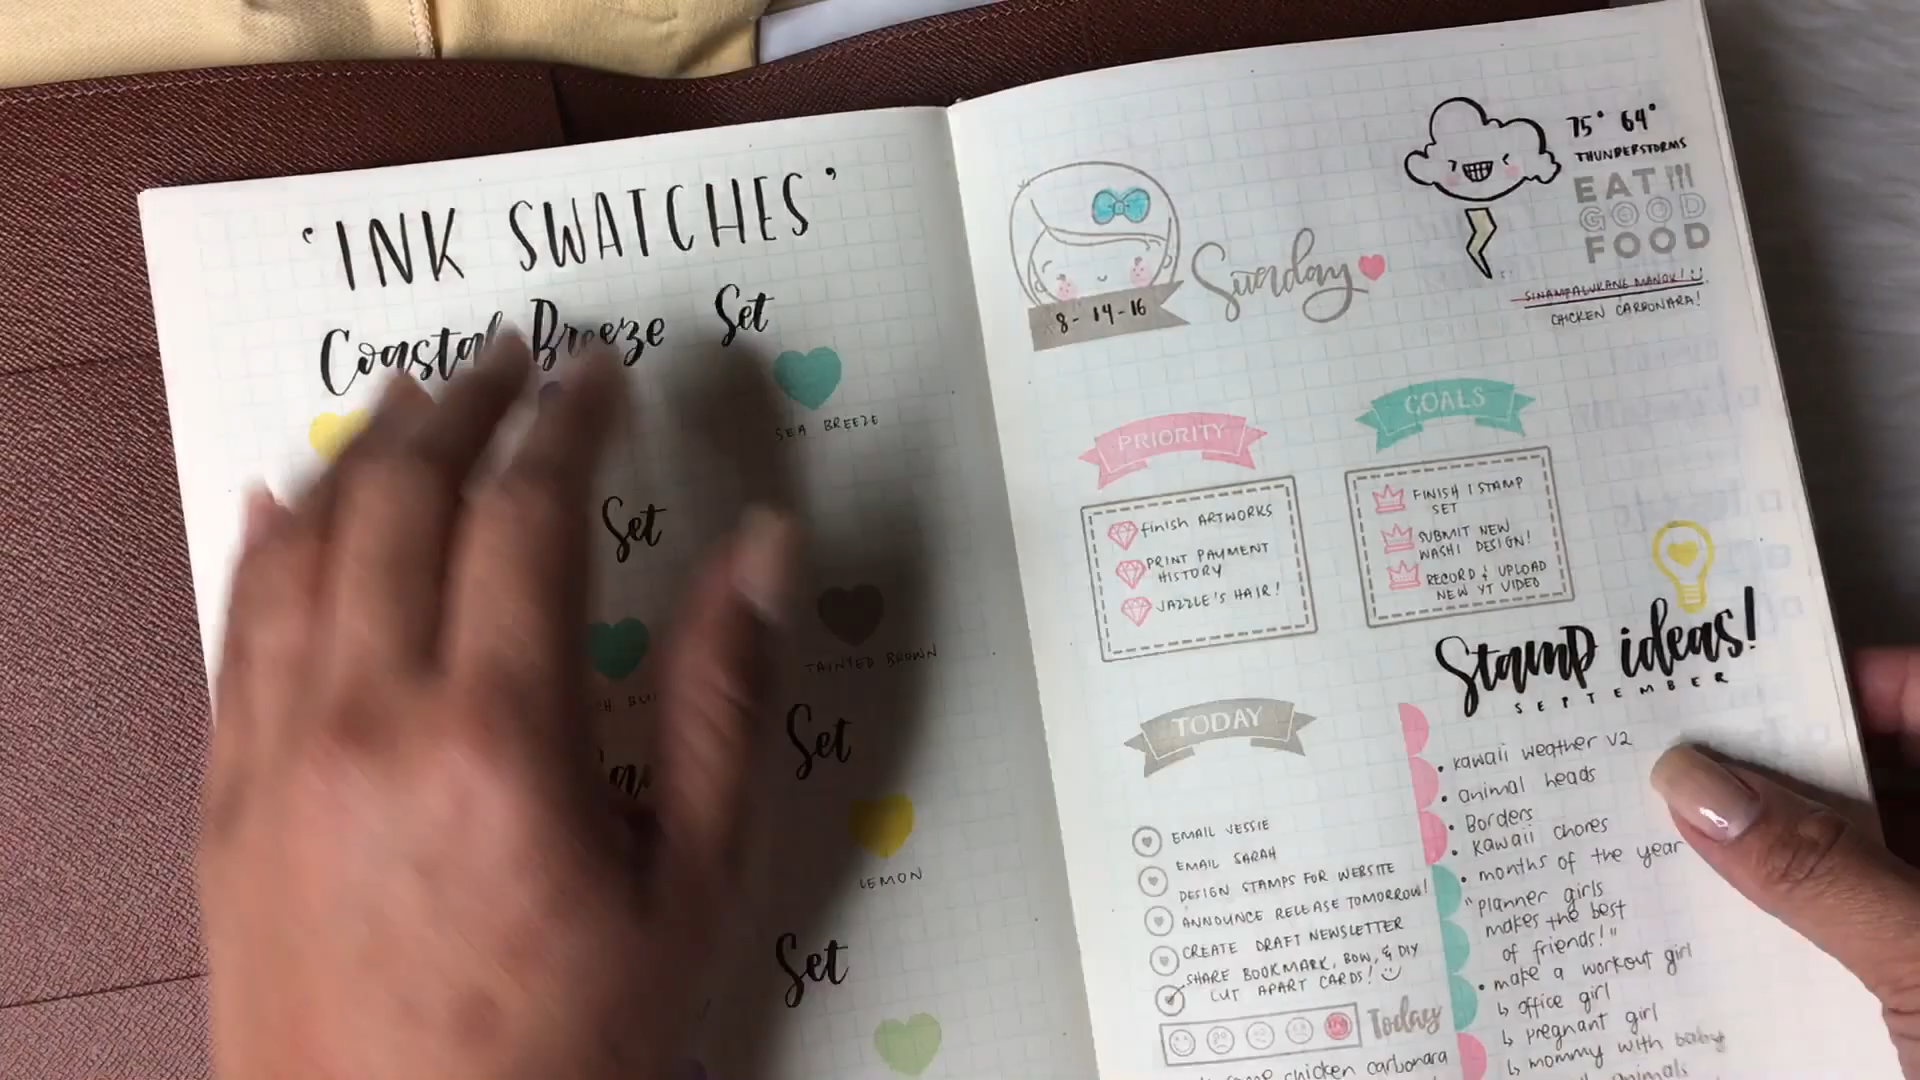 'INK SWATCHES'
Coastal Breeze Set
SEA BREEZE
Set
TAINTED BROWN
Set
LEMON
Set
8-14-16
Sunday
75° 64°
THUNDERSTORMS
EAT
GOOD
FOOD
SINAMPALUKANG MANOK!
CHICKEN CARBONARA!
PRIORITY
FINISH ARTWORKS
PRINT PAYMENT
HISTORY
JAZZLE'S HAIR!
GOALS
FINISH 1 STAMP
SET
SUBMIT NEW
WASHI DESIGN!
RECORD & UPLOAD
NEW YT VIDEO
Stamp ideas!
SEPTEMBER
• kawaii weather v2
• animal heads
• Borders
• Kawaii chores
• months of the year
"planner girls
makes the best
of friends!"
• make a workout girl
↳ office girl
↳ pregnant girl
↳ mommy with baby
animals
TODAY
EMAIL JESSIE
EMAIL SARAH
DESIGN STAMPS FOR WEBSITE
ANNOUNCE RELEASE TOMORROW!
CREATE DRAFT NEWSLETTER
SHARE BOOKMARK, BOW, & DIY
CUT APART CARDS!
Today
chicken carbonara